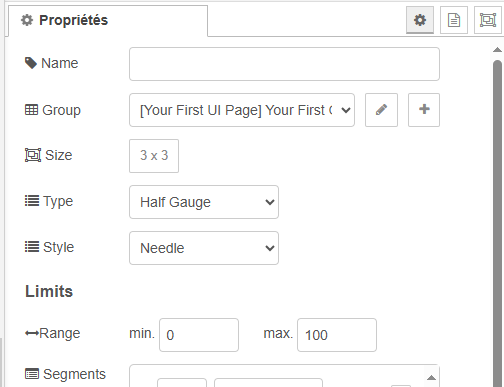 Propriétés
Name
Group [Your First UI Page] Your First
Size 3 x 3
Type Half Gauge
Style Needle
Limits
Range min. 0 max. 100
Segments